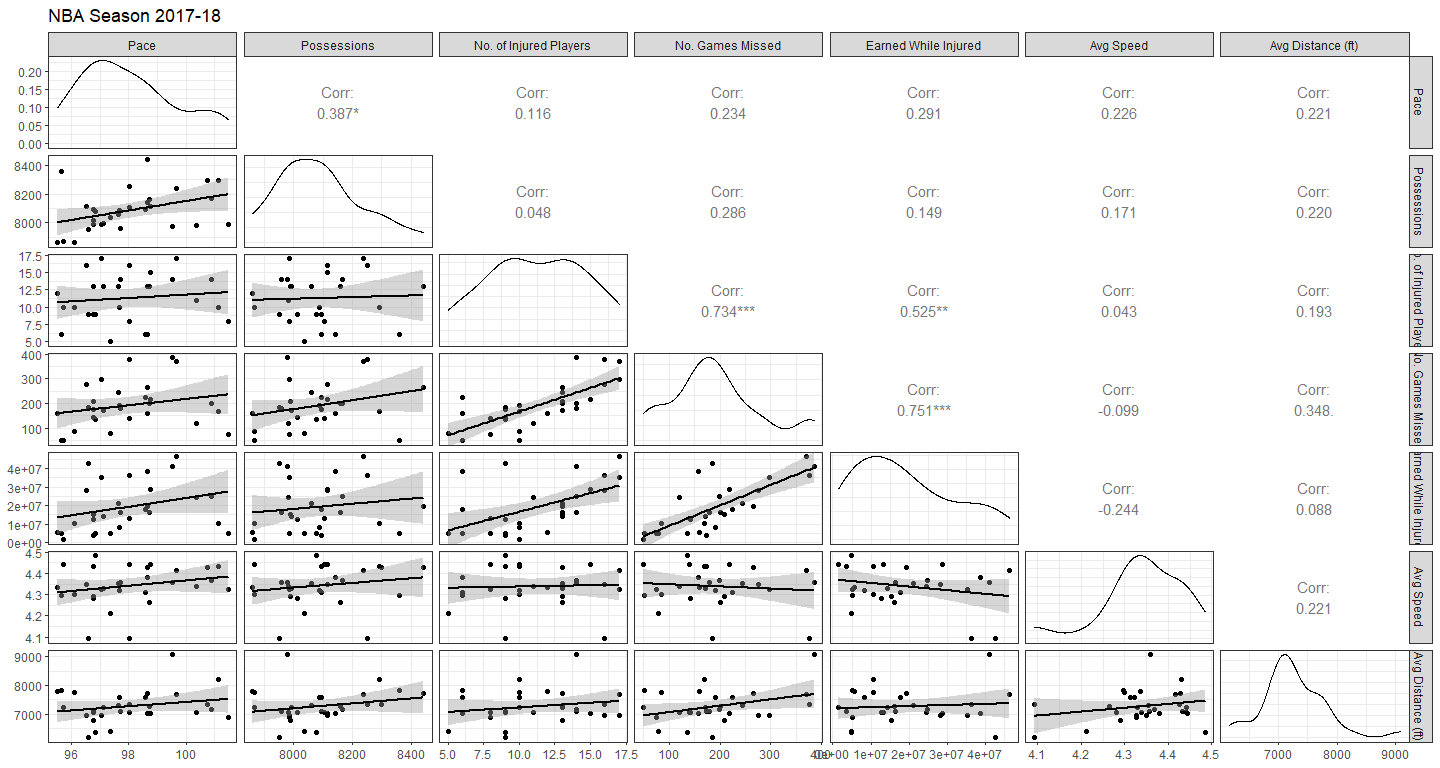 NBA Season 2017-18
Pace Possessions No. of Injured Players No. Games Missed Earned While Injured Avg Speed Avg Distance (ft)
0.20
0.15
0.10
0.05
0.00
Corr:
0.387*
Corr:
0.116
Corr:
0.234
Corr:
0.291
Corr:
0.226
Corr:
0.221
Pace
8400
8200
8000
Corr:
0.048
Corr:
0.286
Corr:
0.149
Corr:
0.171
Corr:
0.220
Possessions
17.5
15.0
12.5
10.0
7.5
5.0
Corr:
0.734***
Corr:
0.525**
Corr:
0.043
Corr:
0.193
of Injured
400
300
200
100
Corr:
0.751***
Corr:
-0.099
Corr:
0.348.
Games
4e+07
3e+07
2e+07
1e+07
0e+00
Corr:
-0.244
Corr:
0.088
While
4.5
4.4
4.3
4.2
4.1
Corr:
0.221
Avg Speed
9000
8000
7000
Avg Distance (ft)
96 98 100
8000 8200 8400
5.0 7.5 10.0 12.5 15.0 17.5
100 200 300 400
1e+07 2e+07 3e+07 4e+07
4.1 4.2 4.3 4.4 4.5
7000 8000 9000